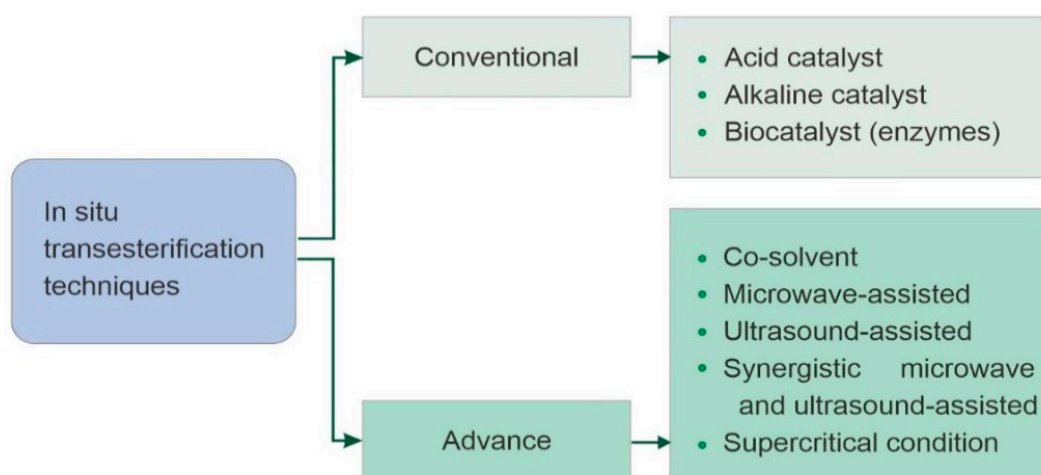 In situ
transesterification
techniques
Conventional
• Acid catalyst
• Alkaline catalyst
• Biocatalyst (enzymes)
Advance
• Co-solvent
• Microwave-assisted
• Ultrasound-assisted
• Synergistic microwave
and ultrasound-assisted
• Supercritical condition